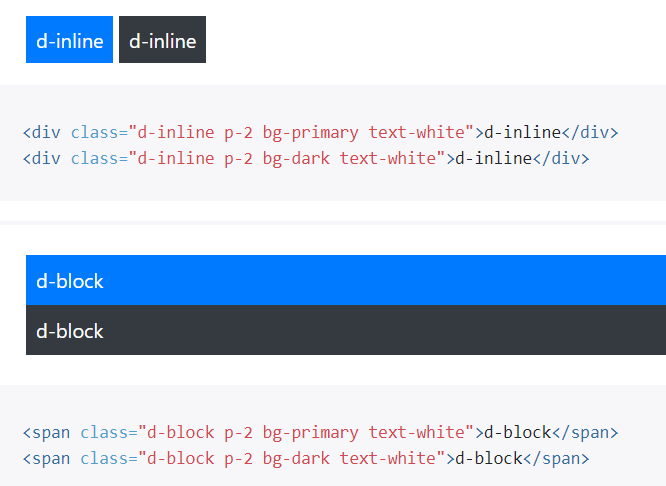 d-inline d-inline
<div class="d-inline p-2 bg-primary text-white">d-inline</div>
<div class="d-inline p-2 bg-dark text-white">d-inline</div>
d-block
d-block
<span class="d-block p-2 bg-primary text-white">d-block</span>
<span class="d-block p-2 bg-dark text-white">d-block</span>